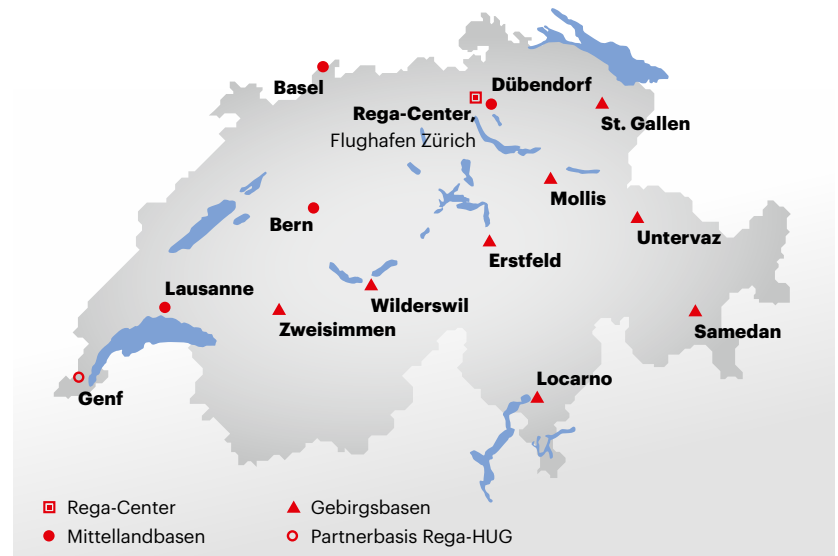 Basel
Dübendorf
Rega-Center,
Flughafen Zürich
St. Gallen
Mollis
Bern
Untervaz
Erstfeld
Lausanne
Wilderswil
Zweisimmen
Samedan
Locarno
Genf
Rega-Center
Gebirgsbasen
Mittellandbasen
Partnerbasis Rega-HUG